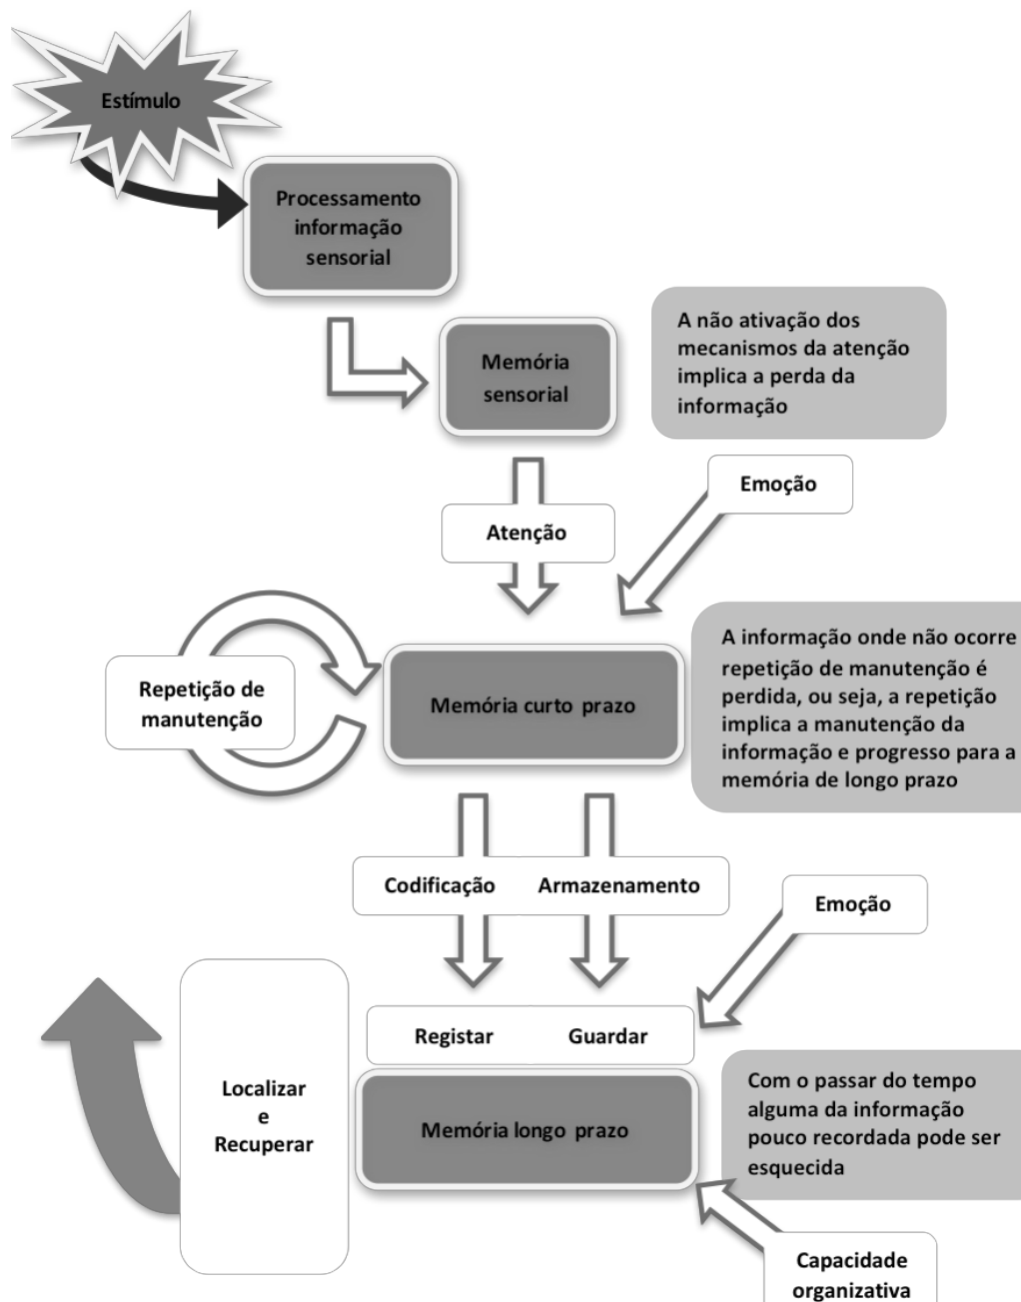 Estímulo
Processamento
informação
sensorial
Memória
sensorial
A não ativação dos
mecanismos da atenção
implica a perda da
informação
Emoção
Atenção
A informação onde não ocorre
repetição de manutenção é
perdida, ou seja, a repetição
implica a manutenção da
informação e progresso para a
memória de longo prazo
Repetição de
manutenção
Memória curto prazo
Codificação
Armazenamento
Emoção
Registar
Guardar
Localizar
e
Recuperar
Memória longo prazo
Com o passar do tempo
alguma da informação
pouco recordada pode ser
esquecida
Capacidade
organizativa